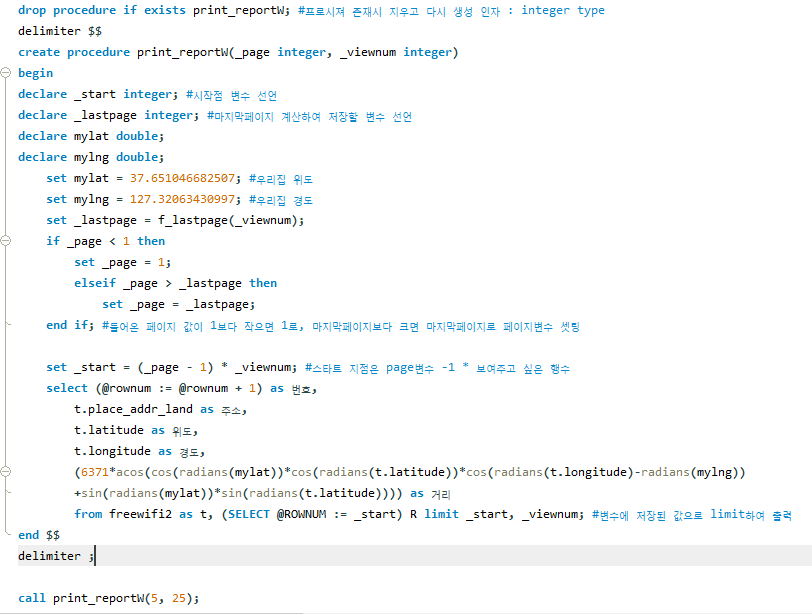 drop procedure if exists print_reportW; #프로시져 존재시 지우고 다시 생성 인자 : integer type
delimiter $$
create procedure print_reportW(_page integer, _viewnum integer)
begin
declare _start integer; #시작점 변수 선언
declare _lastpage integer; #마지막페이지 계산하여 저장할 변수 선언
declare mylat double;
declare mylng double;
set mylat = 37.651046682507; #우리집 위도
set mylng = 127.32063430997; #우리집 경도
set _lastpage = f_lastpage(_viewnum);
if _page < 1 then
set _page = 1;
elseif _page > _lastpage then
set _page = _lastpage;
end if; #들어온 페이지 값이 1보다 작으면 1로, 마지막페이지보다 크면 마지막페이지로 페이지변수 셋팅
set _start = (_page - 1) * _viewnum; #스타트 지점은 page변수 -1 * 보여주고 싶은 행수
select (@rownum := @rownum + 1) as 번호,
t.place_addr_land as 주소,
t.latitude as 위도,
t.longitude as 경도,
(6371*acos(cos(radians(mylat))*cos(radians(t.latitude))*cos(radians(t.longitude)-radians(mylng))
+sin(radians(mylat))*sin(radians(t.latitude)))) as 거리
from freewifi2 as t, (SELECT @ROWNUM := _start) R limit _start, _viewnum; #변수에 저장된 값으로 limit하여 출력
end $$
delimiter ;
call print_reportW(5, 25);